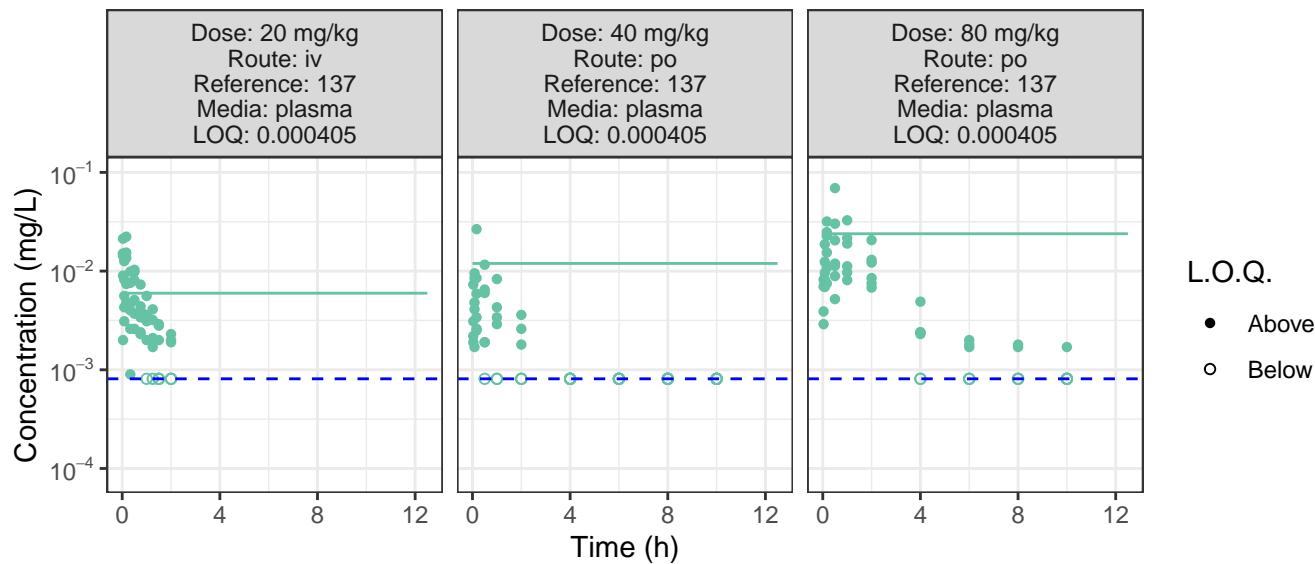 Dose: 20 mg/kg
Route: iv
Reference: 137
Media: plasma
LOQ: 0.000405
Dose: 40 mg/kg
Route: po
Reference: 137
Media: plasma
LOQ: 0.000405
Dose: 80 mg/kg
Route: po
Reference: 137
Media: plasma
LOQ: 0.000405
Concentration (mg/L)
10⁻¹
10⁻²
10⁻³
10⁻⁴
0 4 8 12
0 4 8 12
0 4 8 12
Time (h)
L.O.Q.
Above
Below